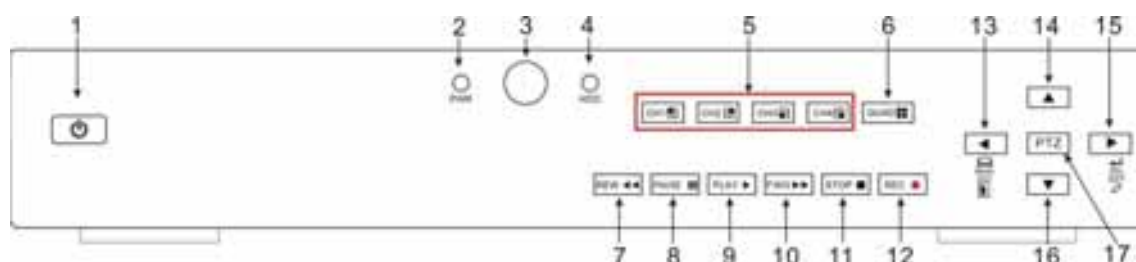 1 2 3 4 5 6 13 14 15
PWR HDD
CH1 CH2 CH3 CH4 QUAD
PTZ
REW PAUSE PLAY FWD STOP REC
7 8 9 10 11 12 16 17